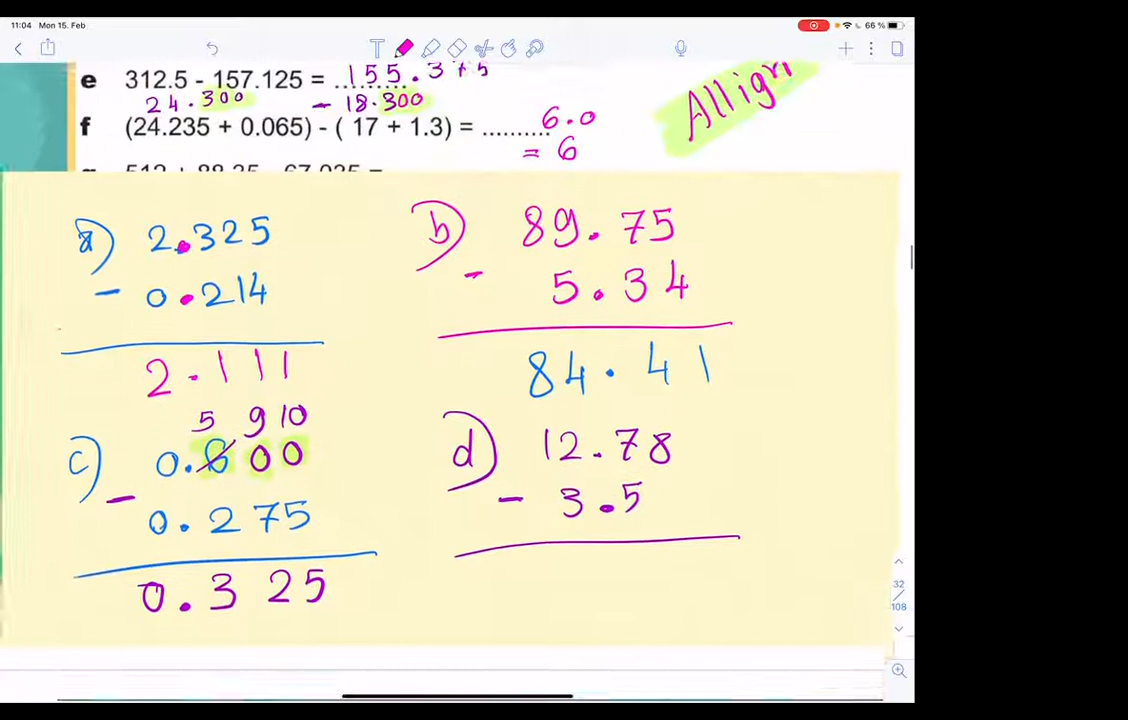 11:04 Mon 15. Feb 66 %
e 312.5 - 157.125 = .......... 155.375
24.300 - 18.300
f (24.235 + 0.065) - ( 17 + 1.3) = .......... 6.0
= 6
Allign
a) 2.325
- 0.214
2.111
b) 89.75
- 5.34
84.41
c) 5 9 10
0.600
- 0.275
0.325
d) 12.78
- 3.5
32
/
108